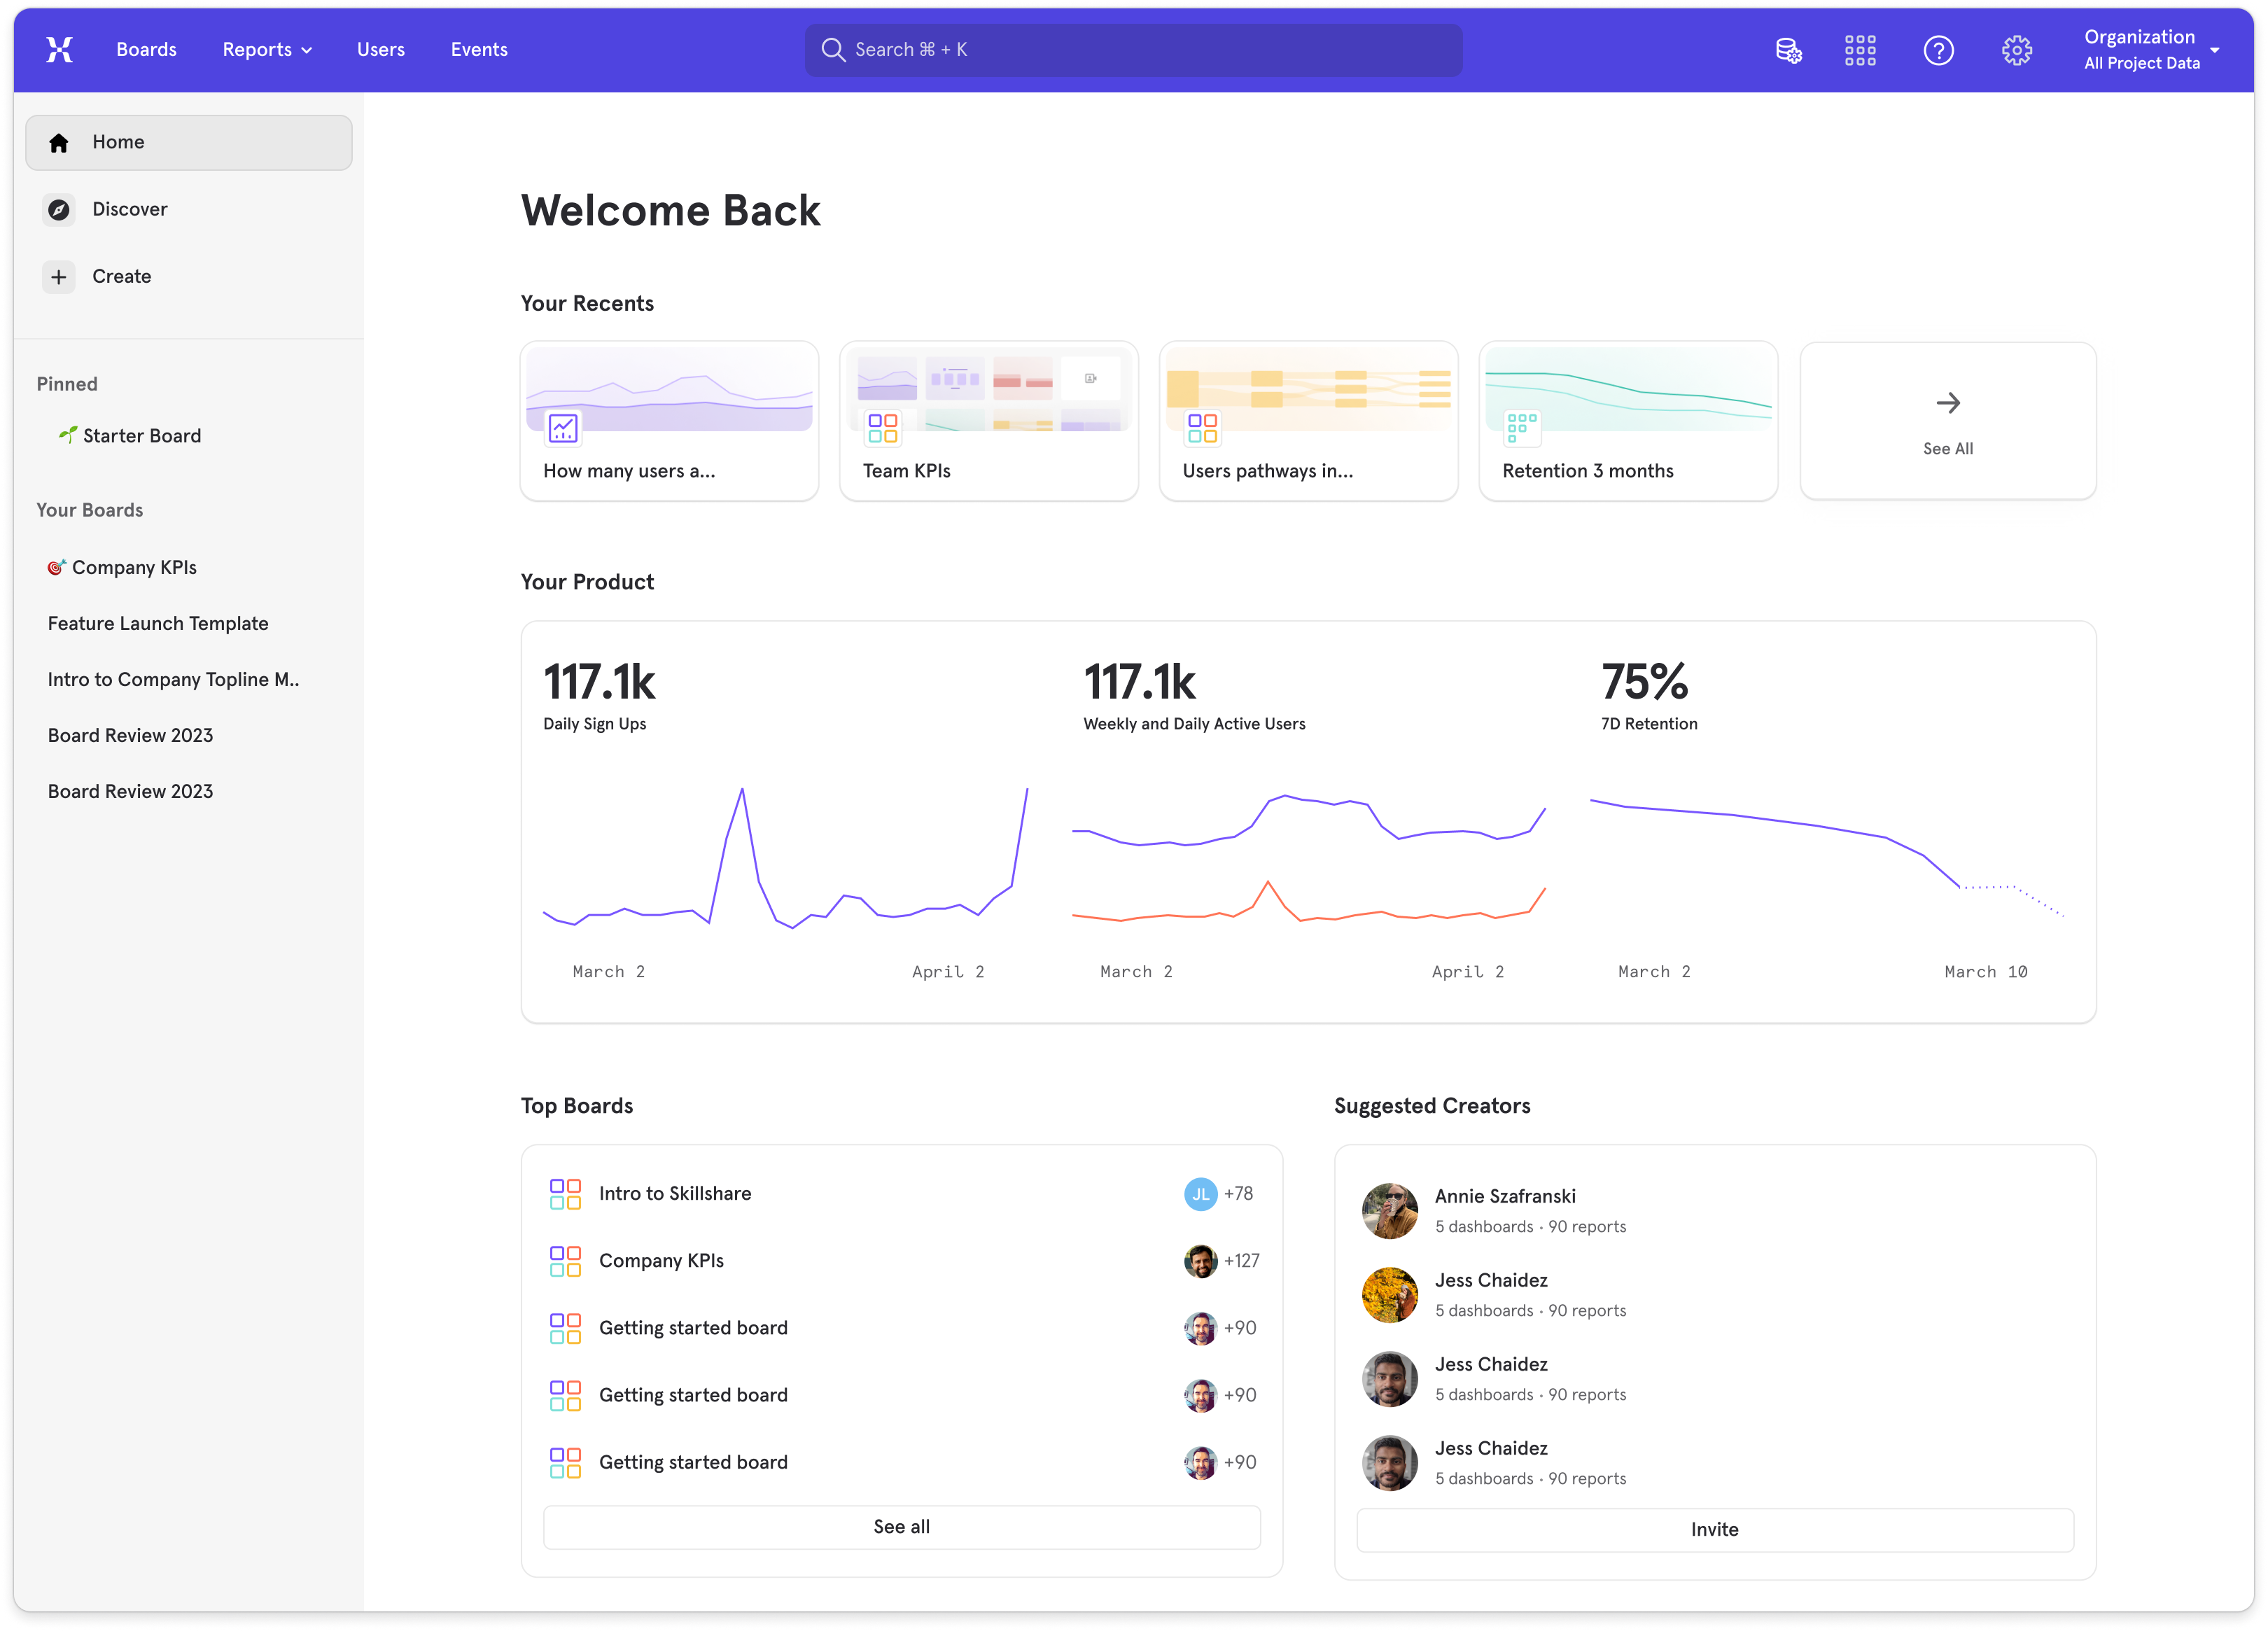 Boards
Reports
Users
Events
Search ⌘ + K
Organization
All Project Data
Home
Discover
Create
Pinned
Starter Board
Your Boards
Company KPIs
Feature Launch Template
Intro to Company Topline M..
Board Review 2023
Board Review 2023
Welcome Back
Your Recents
How many users a...
Team KPIs
Users pathways in...
Retention 3 months
See All
Your Product
117.1k
Daily Sign Ups
March 2
April 2
117.1k
Weekly and Daily Active Users
March 2
April 2
75%
7D Retention
March 2
March 10
Top Boards
Intro to Skillshare
JL +78
Company KPIs
+127
Getting started board
+90
Getting started board
+90
Getting started board
+90
See all
Suggested Creators
Annie Szafranski
5 dashboards • 90 reports
Jess Chaidez
5 dashboards • 90 reports
Jess Chaidez
5 dashboards • 90 reports
Jess Chaidez
5 dashboards • 90 reports
Invite